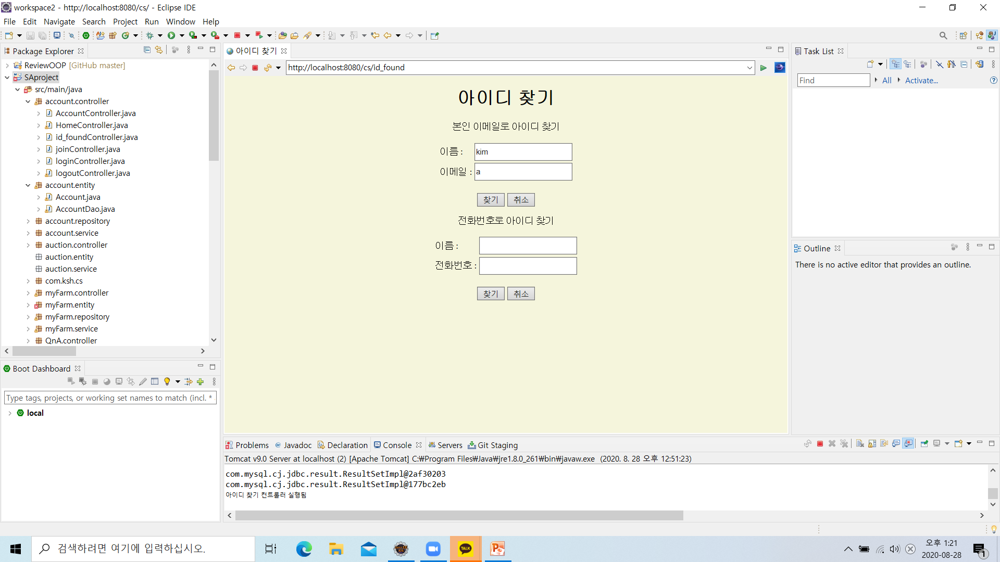 workspace2 - http://localhost:8080/cs/ - Eclipse IDE
File Edit Navigate Search Project Run Window Help
Package Explorer
ReviewOOP [GitHub master]
SAproject
src/main/java
account.controller
AccountController.java
HomeController.java
id_foundController.java
joinController.java
loginController.java
logoutController.java
account.entity
Account.java
AccountDao.java
account.repository
account.service
auction.controller
auction.entity
auction.service
com.ksh.cs
myFarm.controller
myFarm.entity
myFarm.repository
myFarm.service
QnA.controller
Boot Dashboard
Type tags, projects, or working set names to match (incl. *
local
아이디 찾기
http://localhost:8080/cs/id_found
아이디 찾기
본인 이메일로 아이디 찾기
이름 : kim
이메일 : a
찾기 취소
전화번호로 아이디 찾기
이름 :
전화번호 :
찾기 취소
Task List
Find All Activate...
Outline
There is no active editor that provides an outline.
Problems Javadoc Declaration Console Servers Git Staging
Tomcat v9.0 Server at localhost (2) [Apache Tomcat] C:₩Program Files₩Java₩jre1.8.0_261₩bin₩javaw.exe (2020. 8. 28 오후 12:51:23)
com.mysql.cj.jdbc.result.ResultSetImpl@2af30203
com.mysql.cj.jdbc.result.ResultSetImpl@177bc2eb
아이디 찾기 컨트롤러 실행됨
검색하려면 여기에 입력하십시오.
TALK
오후 1:21
2020-08-28
1